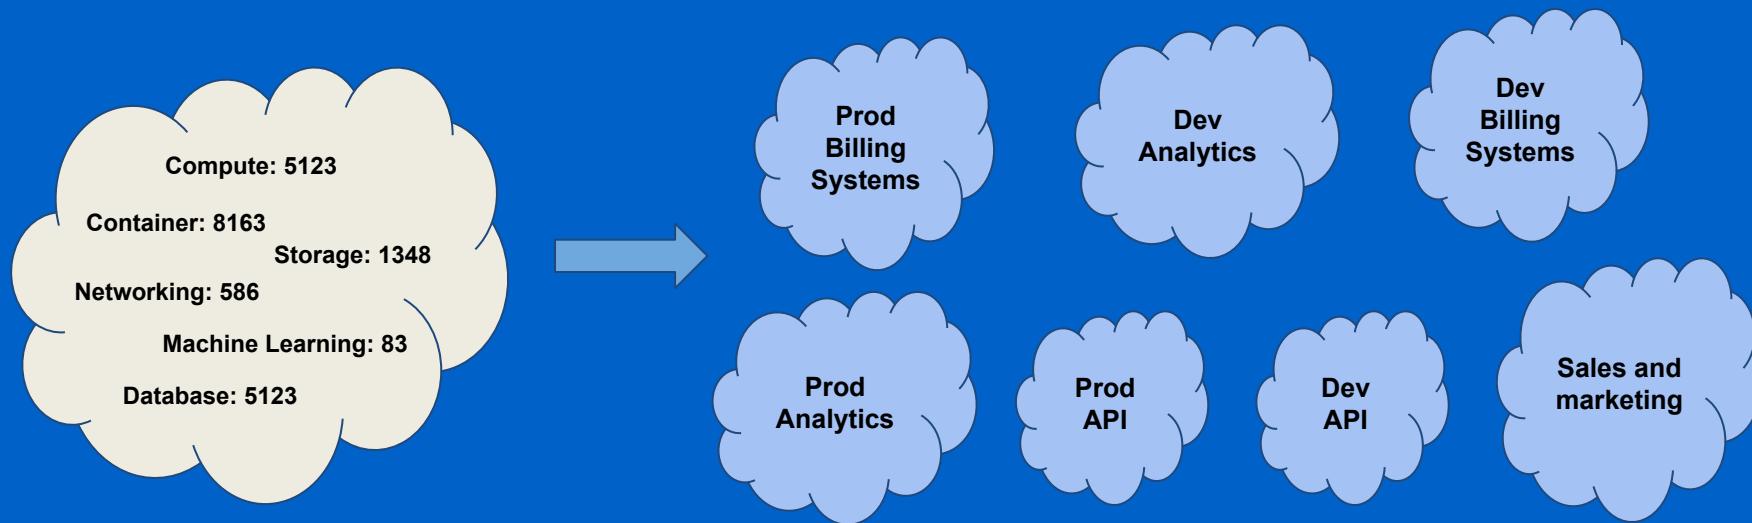 Compute: 5123
Container: 8163
Storage: 1348
Networking: 586
Machine Learning: 83
Database: 5123
Prod
Billing
Systems
Dev
Analytics
Dev
Billing
Systems
Prod
Analytics
Prod
API
Dev
API
Sales and
marketing